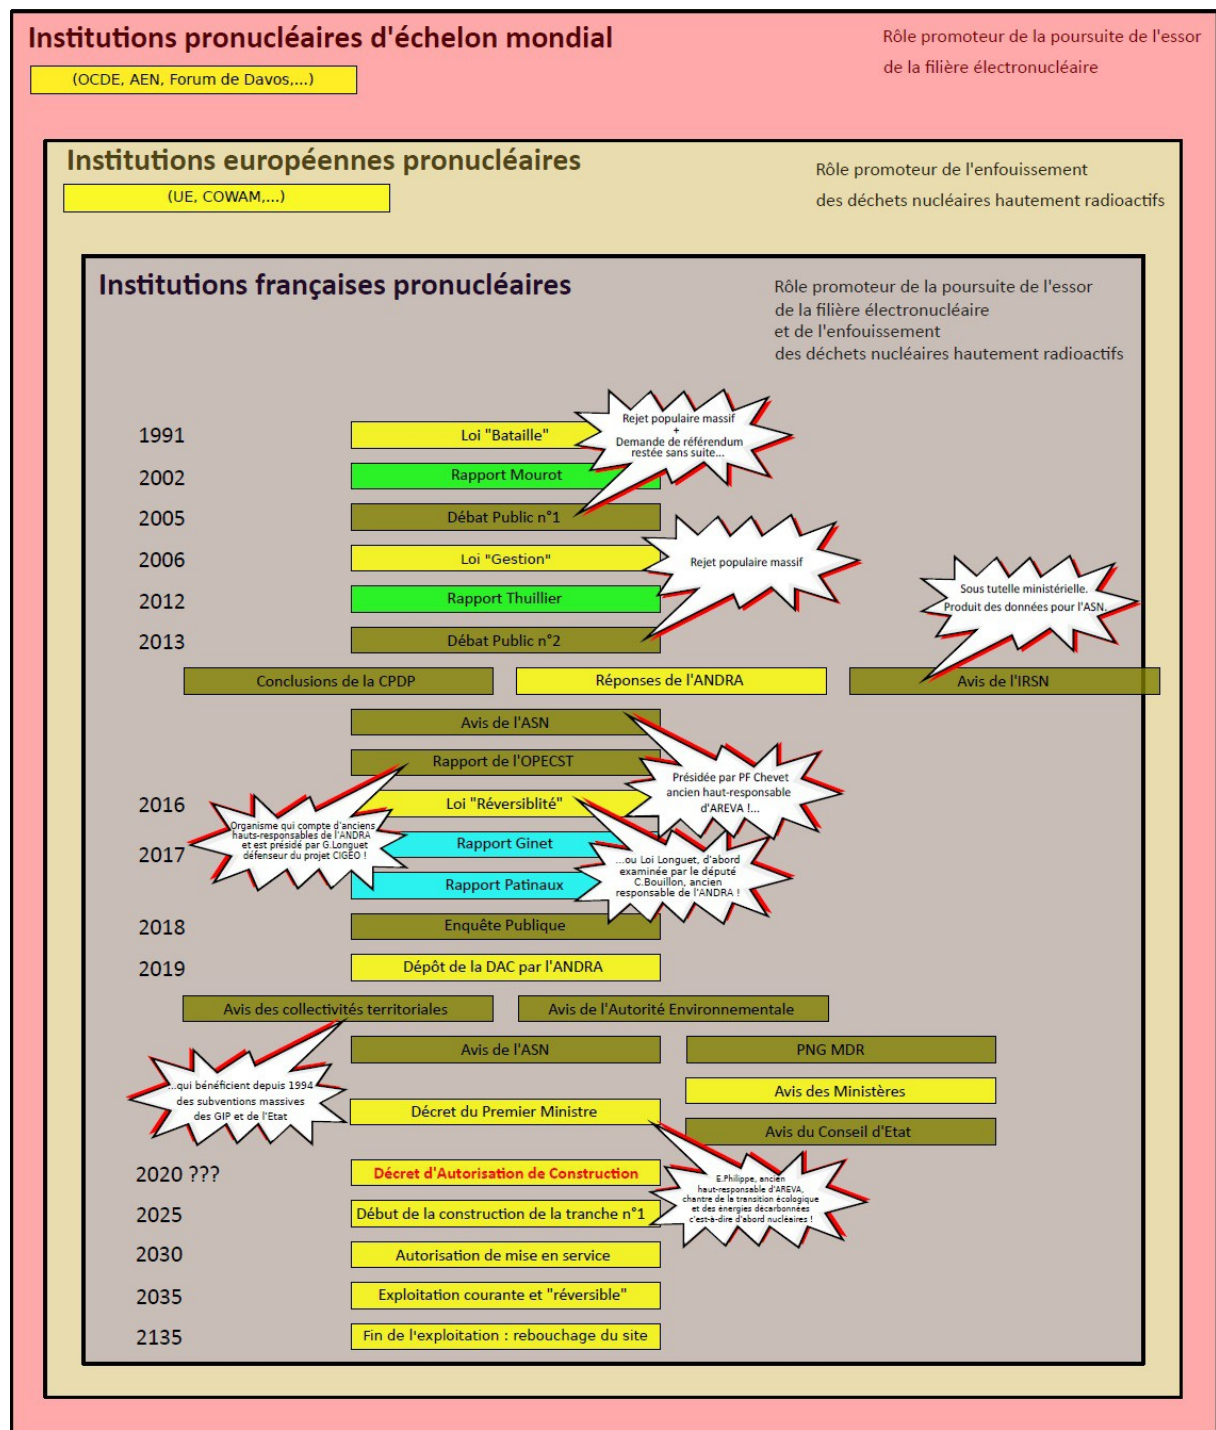 Institutions pronucléaires d'échelon mondial
Rôle promoteur de la poursuite de l'essor
de la filière électronucléaire
(OCDE, AEN, Forum de Davos,...)
Institutions européennes pronucléaires
(UE, COWAM,...)
Rôle promoteur de l'enfouissement
des déchets nucléaires hautement radioactifs
Institutions françaises pronucléaires
Rôle promoteur de la poursuite de l'essor
de la filière électronucléaire
et de l'enfouissement
des déchets nucléaires hautement radioactifs
1991
Loi "Bataille"
Rejet populaire massif
+
Demande de référendum
restée sans suite...
2002
Rapport Mourot
2005
Débat Public n°1
2006
Loi "Gestion"
Rejet populaire massif
2012
Rapport Thuillier
Sous tutelle ministérielle.
Produit des données pour l'ASN.
2013
Débat Public n°2
Conclusions de la CPDP
Réponses de l'ANDRA
Avis de l'IRSN
Avis de l'ASN
Rapport de l'OPECST
Présidée par PF Chevet
ancien haut-responsable
d'AREVA !...
2016
Loi "Réversiblité"
Organisme qui compte d'anciens
hauts-responsables de l'ANDRA
et est présidé par G.Longuet
défenseur du projet CIGEO !
2017
Rapport Ginet
...ou Loi Longuet, d'abord
examinée par le député
C.Bouillon, ancien
responsable de l'ANDRA !
Rapport Patinaux
2018
Enquête Publique
2019
Dépôt de la DAC par l'ANDRA
Avis des collectivités territoriales
Avis de l'Autorité Environnementale
Avis de l'ASN
PNG MDR
...qui bénéficient depuis 1994
des subventions massives
des GIP et de l'Etat
Avis des Ministères
Décret du Premier Ministre
Avis du Conseil d'Etat
2020 ???
Décret d'Autorisation de Construction
E.Philippe, ancien
haut-responsable d'AREVA,
chantre de la transition écologique
et des énergies décarbonnées
c'est-à-dire d'abord nucléaires !
2025
Début de la construction de la tranche n°1
2030
Autorisation de mise en service
2035
Exploitation courante et "réversible"
2135
Fin de l'exploitation : rebouchage du site